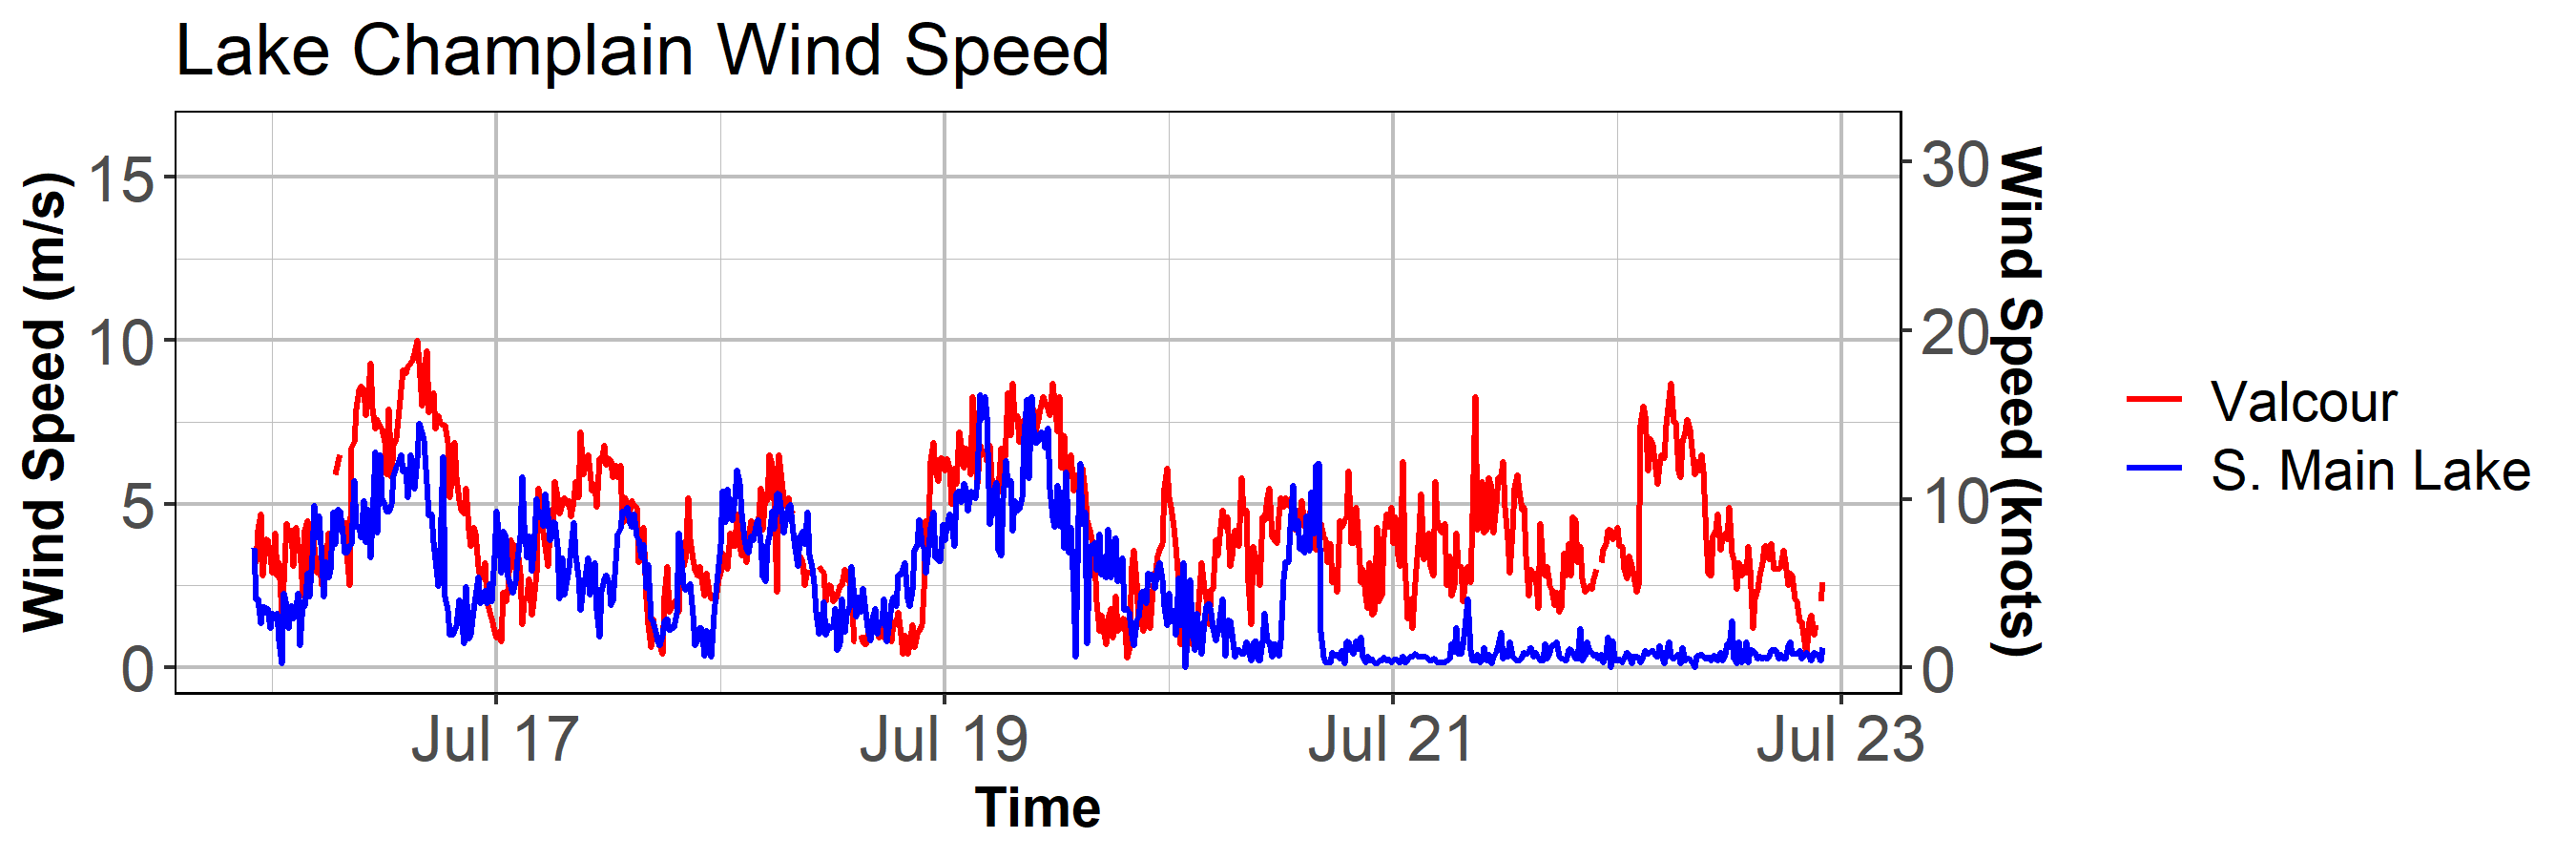 Lake Champlain Wind Speed
Wind Speed (m/s)
15
10
5
0
30
20
10
0
Wind Speed (knots)
Jul 17
Jul 19
Jul 21
Jul 23
Time
Valcour
S. Main Lake